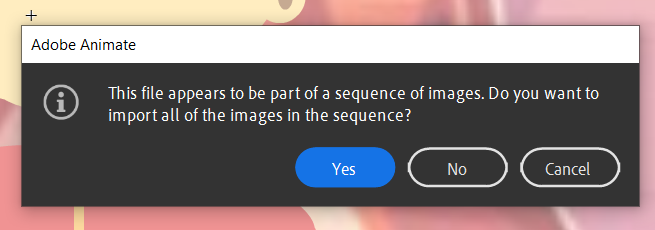 Adobe Animate
This file appears to be part of a sequence of images. Do you want to
import all of the images in the sequence?
Yes No Cancel